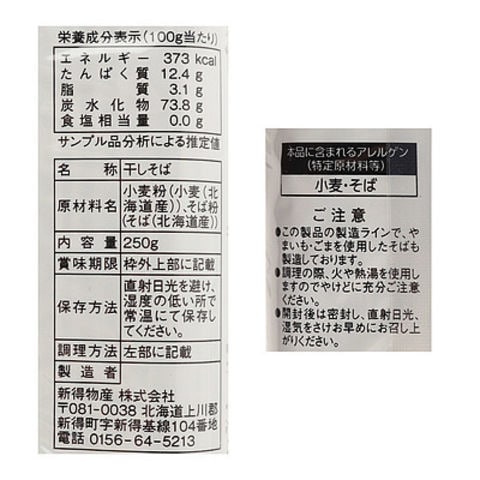 栄養成分表示(100g当たり)
エネルギー 373 kcal
たんぱく質 12.4 g
脂質 3.1 g
炭水化物 73.8 g
食塩相当量 0.0 g
サンプル品分析による推定値
名称 干しそば
原材料名 小麦粉(小麦(北
海道産))、そば粉
(そば(北海道産))
内容量 250g
賞味期限 枠外上部に記載
保存方法 直射日光を避け、
湿度の低い所で
常温にて保存し
てください。
調理方法 左部に記載
製造者
新得物産 株式会社
〒081-0038 北海道上川郡
新得町字新得基線104番地
電話 0156-64-5213
本品に含まれるアレルゲン
(特定原材料等)
小麦・そば
ご注意
●この製品の製造ラインで、や
まいも・ごまを使用したそばも
製造しております。
●調理の際、火や熱湯を使用し
ますのでやけどに充分ご注意
ください。
●開封後は密封し、直射日光、
湿気をさけお早めにお召し上
がりください。